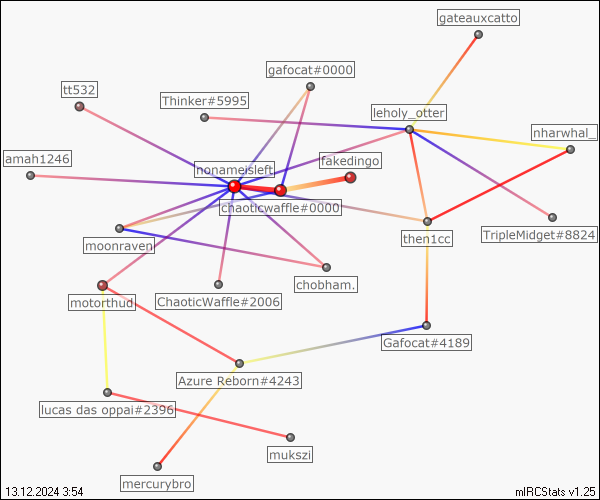 gateauxcatto
gafocat#0000
tt532
Thinker#5995
leholy_otter
nharwhal_
amah1246
honameisleft
fakedingo
chaoticwaffle#0000
moonraven
then1cc
TripleMidget#8824
chobham.
motorthud
ChaoticWaffle#2006
Gafocat#4189
Azure Reborn#4243
lucas das oppai#2396
mukszi
mercurybro
13.12.2024 3:54
mIRCStats v1.25